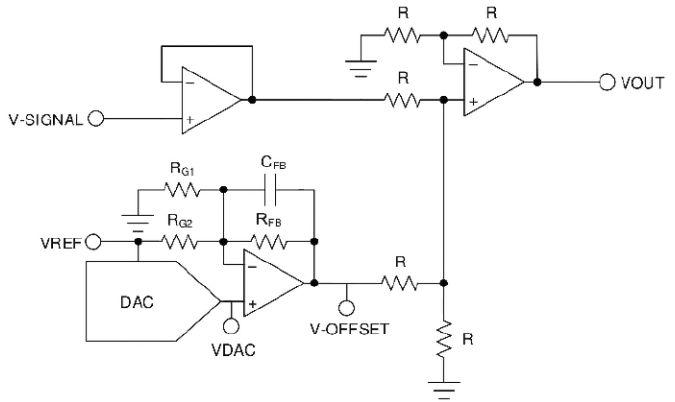 R
R
R
VOUT
V-SIGNAL
RG1
CFB
RG2
RFB
VREF
R
DAC
V-OFFSET
VDAC
R